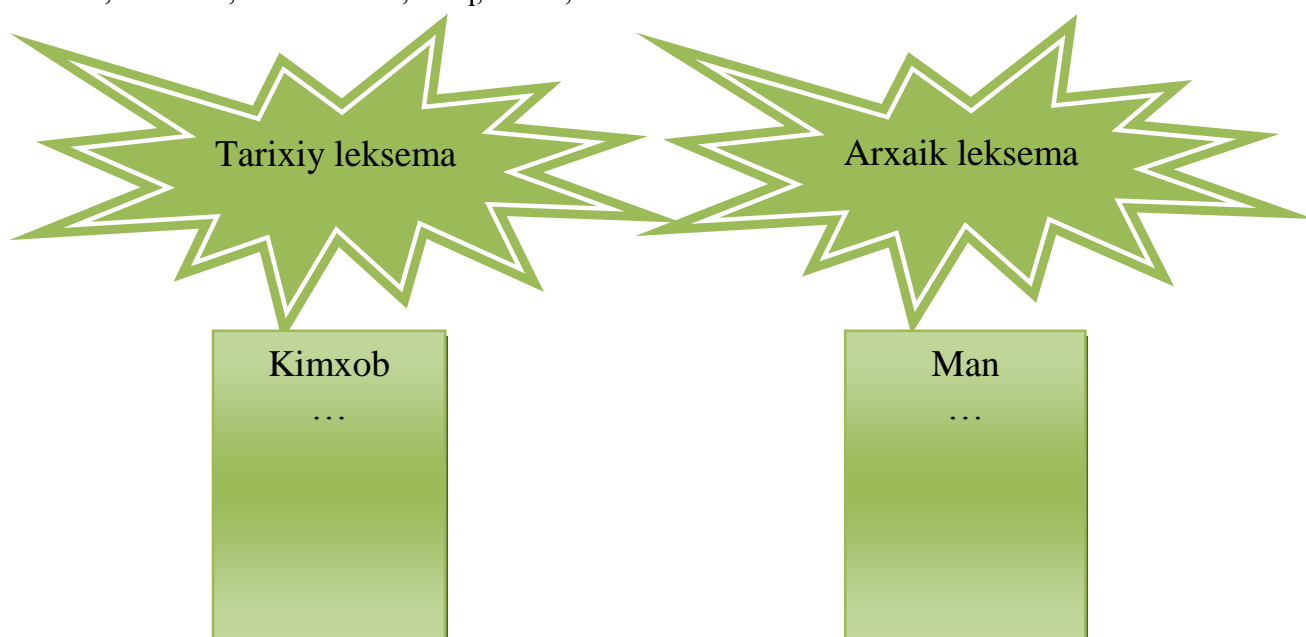 Tarixiy leksema
Arxaik leksema
Kimxob
…
Man
…